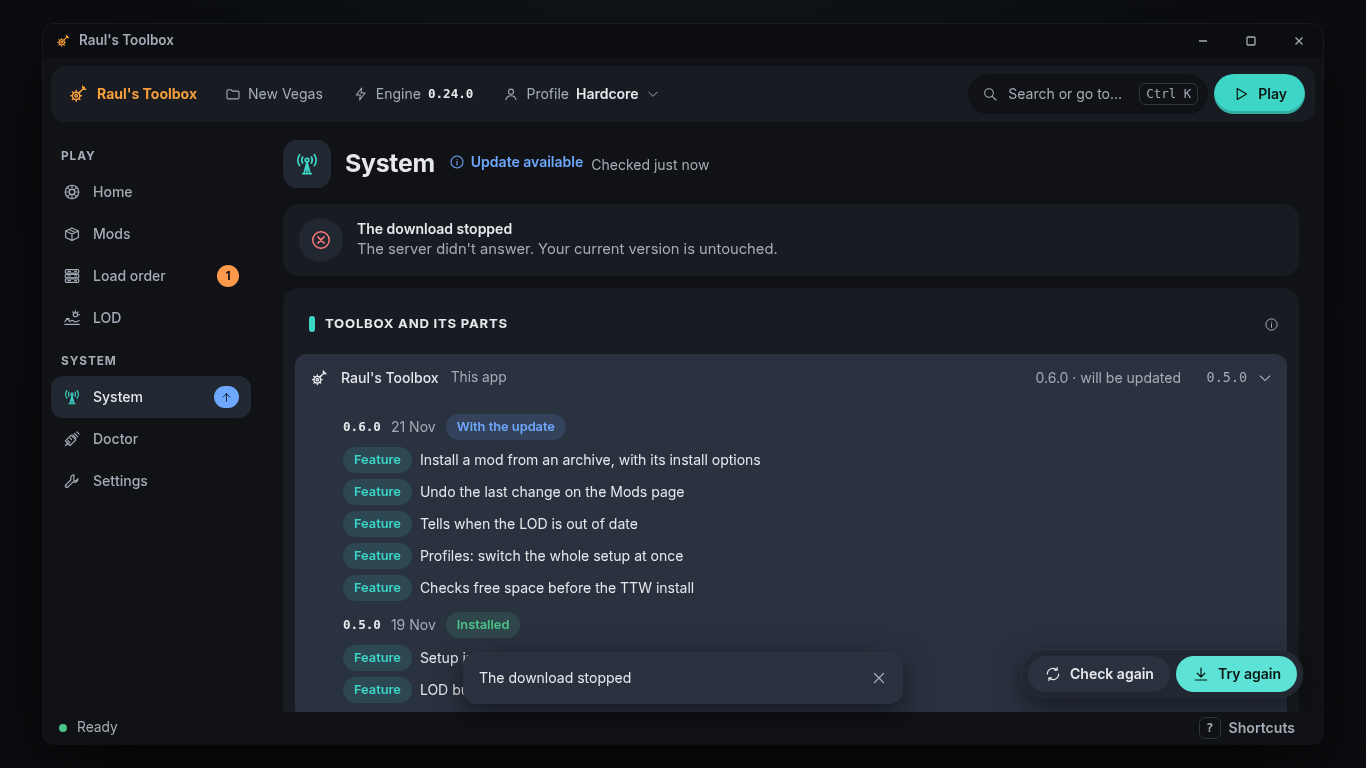 Raul's Toolbox
Raul's Toolbox
New Vegas
Engine 0.24.0
Profile Hardcore
Search or go to...
Ctrl K
Play
PLAY
Home
Mods
Load order
1
LOD
SYSTEM
System
Doctor
Settings
System
Update available
Checked just now
The download stopped
The server didn't answer. Your current version is untouched.
TOOLBOX AND ITS PARTS
Raul's Toolbox This app
0.6.0 · will be updated 0.5.0
0.6.0 21 Nov With the update
Feature Install a mod from an archive, with its install options
Feature Undo the last change on the Mods page
Feature Tells when the LOD is out of date
Feature Profiles: switch the whole setup at once
Feature Checks free space before the TTW install
0.5.0 19 Nov Installed
Feature Setup
Feature LOD
The download stopped
Check again
Try again
Ready
? Shortcuts